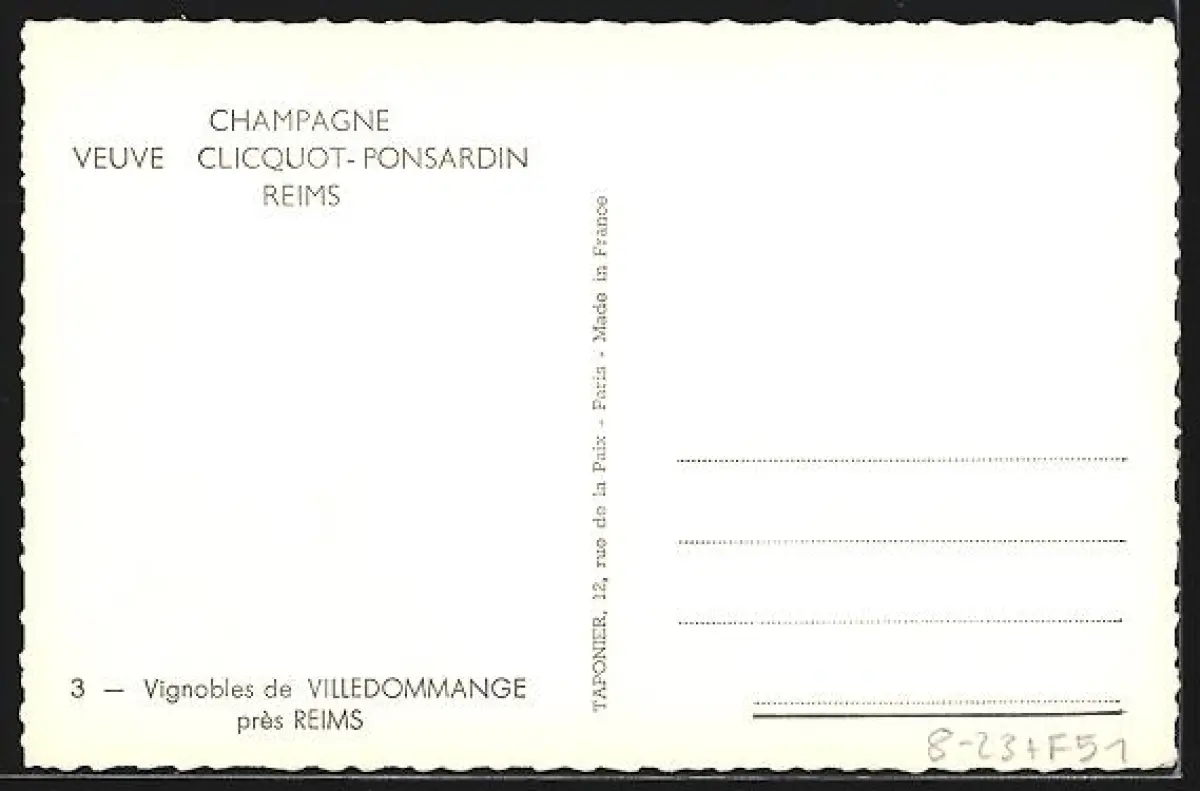 CHAMPAGNE
VEUVE CLICQUOT-PONSARDIN
REIMS
TAPONIER, 12, rue de la Paix - Paris - Made in France
3 — Vignobles de VILLEDOMMANGE
près REIMS
8-23+F51